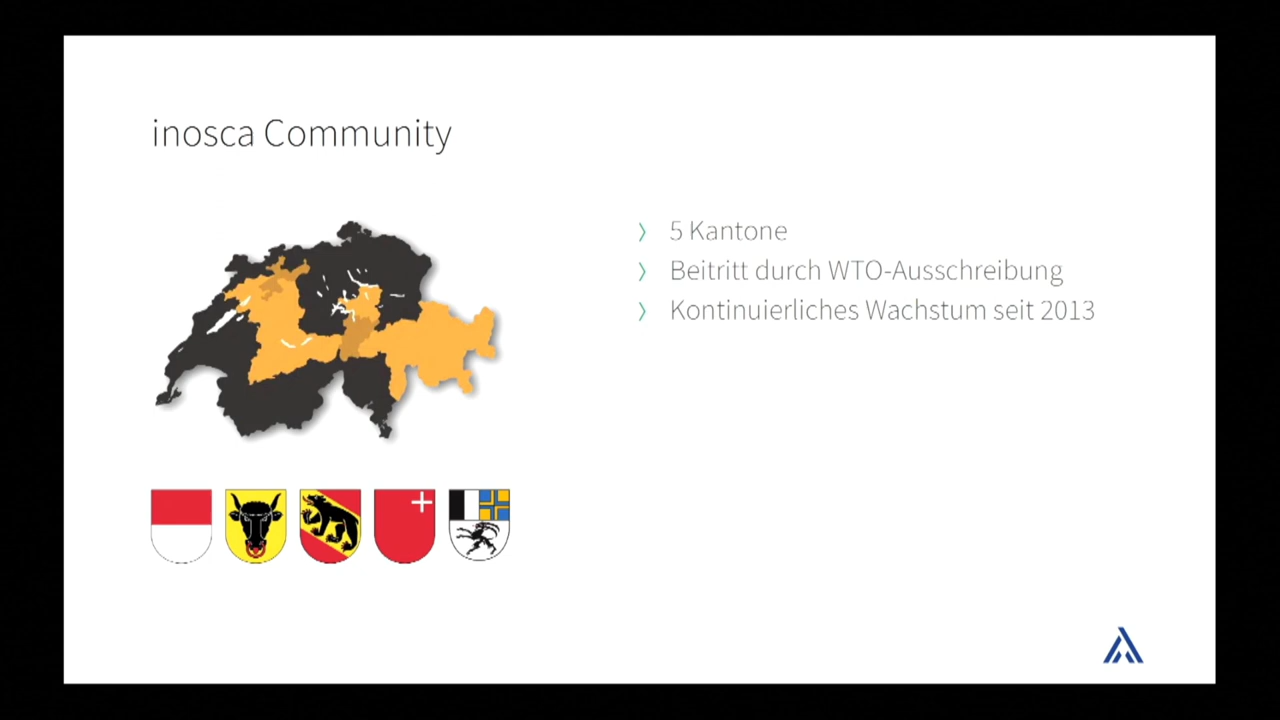 inosca Community
5 Kantone
Beitritt durch WTO-Ausschreibung
Kontinuierliches Wachstum seit 2013